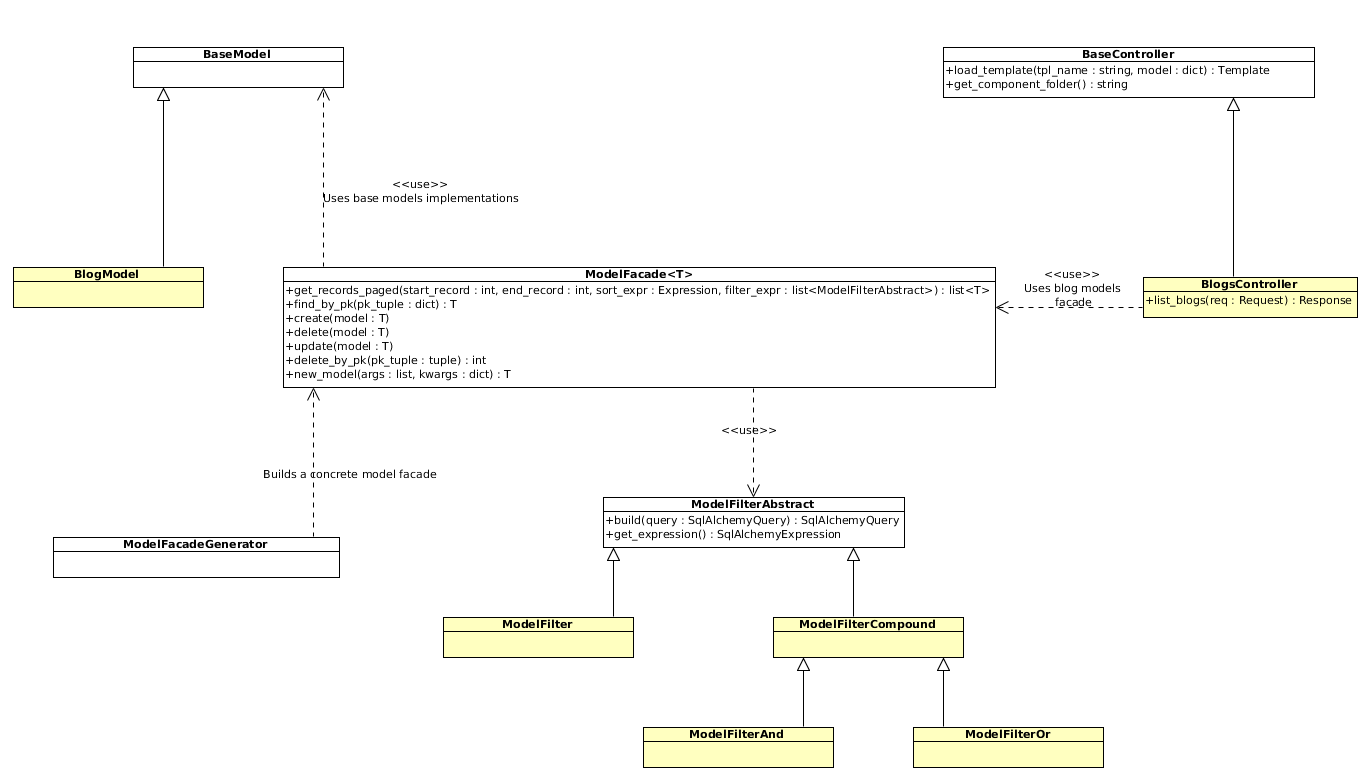 BaseModel
BaseController
+load_template(tpl_name : string, model : dict) : Template
+get_component_folder() : string
<<use>>
Uses base models implementations
BlogModel
ModelFacade<T>
+get_records_paged(start_record : int, end_record : int, sort_expr : Expression, filter_expr : list<ModelFilterAbstract>) : list<T>
+find_by_pk(pk_tuple : dict) : T
+create(model : T)
+delete(model : T)
+update(model : T)
+delete_by_pk(pk_tuple : tuple) : int
+new_model(args : list, kwargs : dict) : T
<<use>>
Uses blog models
façade
BlogsController
+list_blogs(req : Request) : Response
<<use>>
Builds a concrete model facade
ModelFilterAbstract
+build(query : SqlAlchemyQuery) : SqlAlchemyQuery
+get_expression() : SqlAlchemyExpression
ModelFacadeGenerator
ModelFilter
ModelFilterCompound
ModelFilterAnd
ModelFilterOr